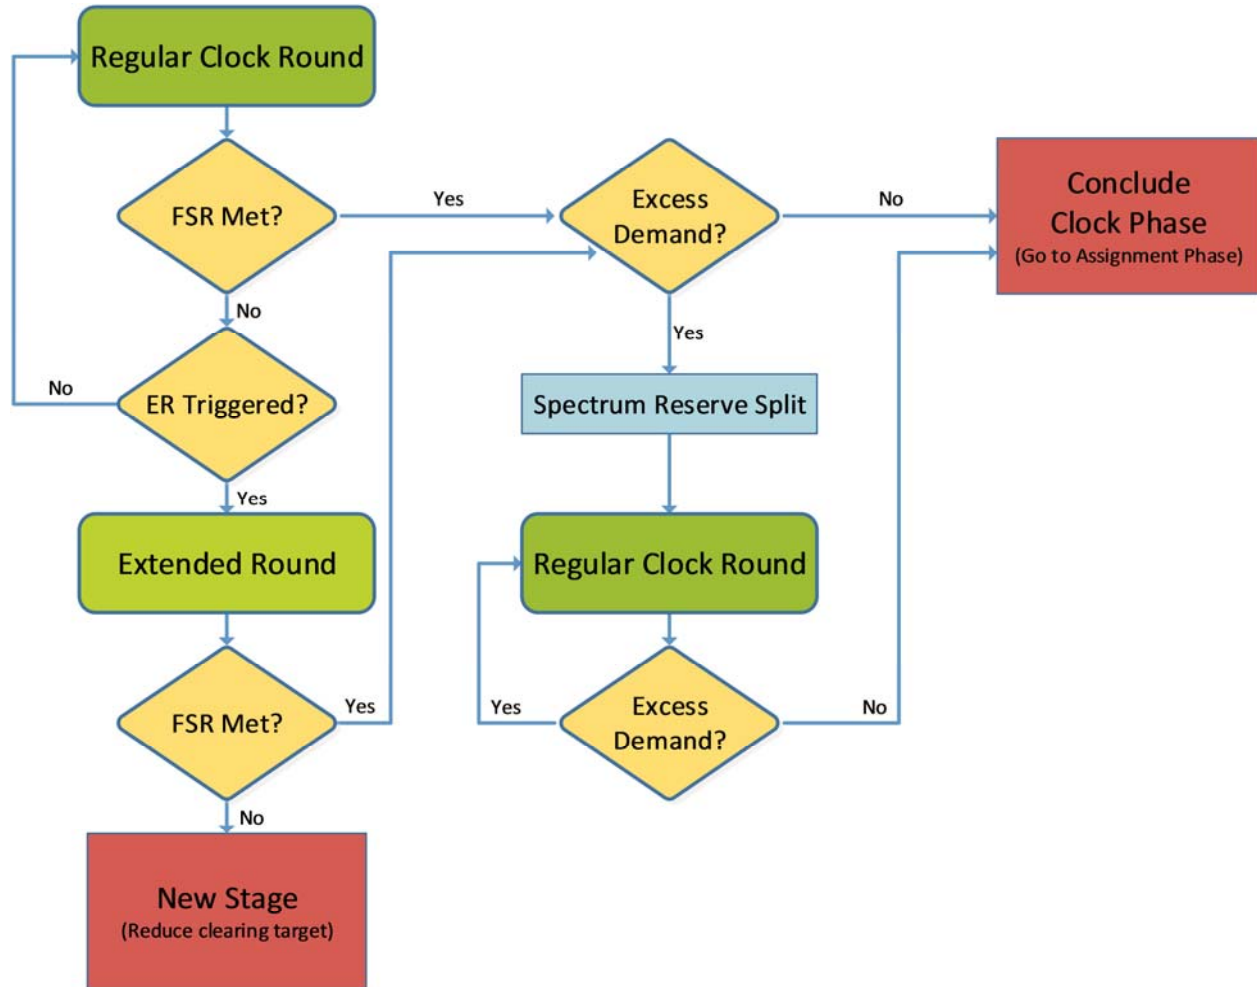 Regular Clock Round
FSR Met?
Yes
Excess
Demand?
No
Conclude
Clock Phase
(Go to Assignment Phase)
No
ER Triggered?
No
Yes
Spectrum Reserve Split
Yes
Extended Round
Regular Clock Round
FSR Met?
Yes
Yes
Excess
Demand?
No
No
New Stage
(Reduce clearing target)